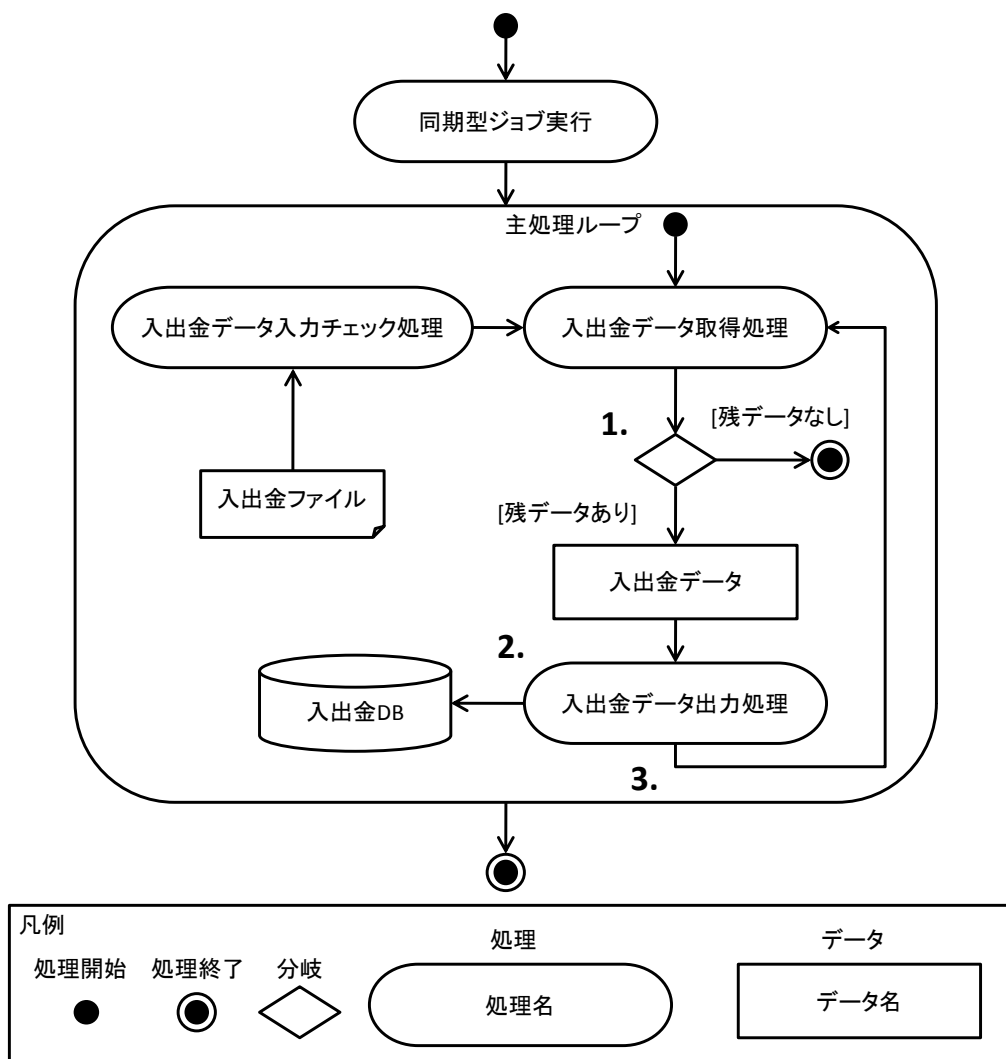 同期型ジョブ実行
主処理ループ
入出金データ入力チェック処理
入出金データ取得処理
1.
[残データなし]
入出金ファイル
[残データあり]
入出金データ
2.
入出金DB
入出金データ出力処理
3.
凡例
処理
データ
処理開始
処理終了
分岐
処理名
データ名